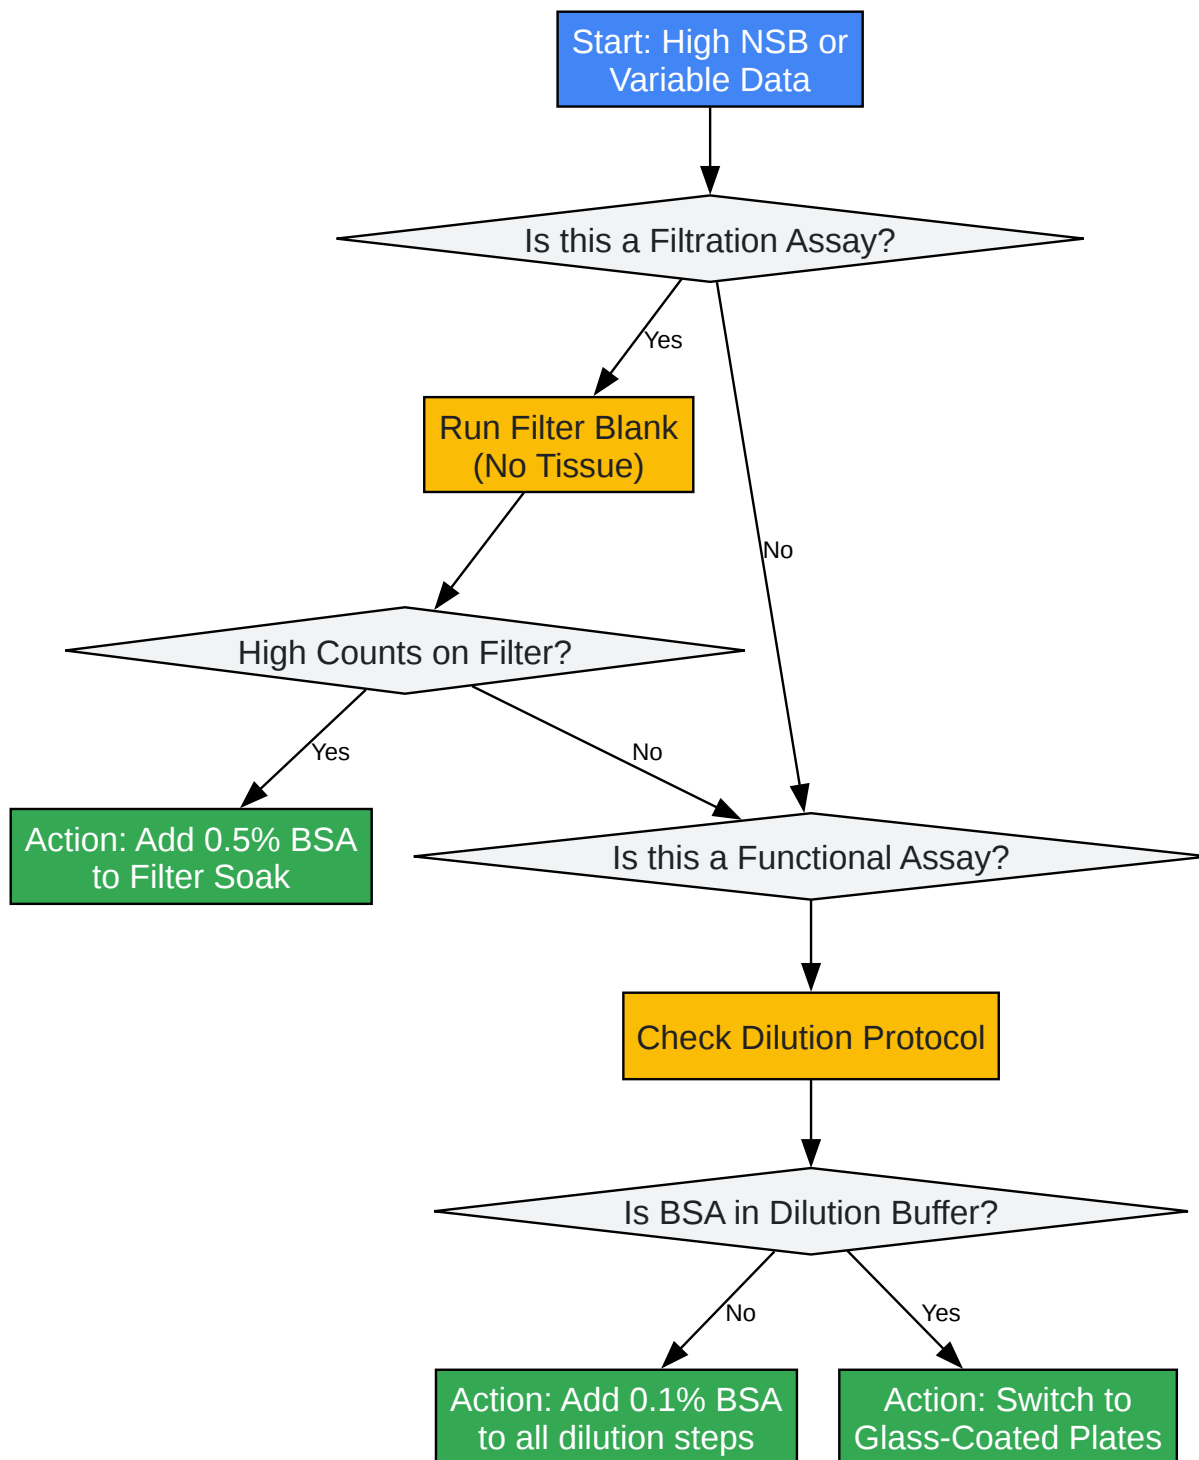 Start: High NSB or
Variable Data
Is this a Filtration Assay?
Yes
Run Filter Blank
(No Tissue)
No
High Counts on Filter?
Yes
No
Action: Add 0.5% BSA
to Filter Soak
Is this a Functional Assay?
Check Dilution Protocol
Is BSA in Dilution Buffer?
No
Yes
Action: Add 0.1% BSA
to all dilution steps
Action: Switch to
Glass-Coated Plates